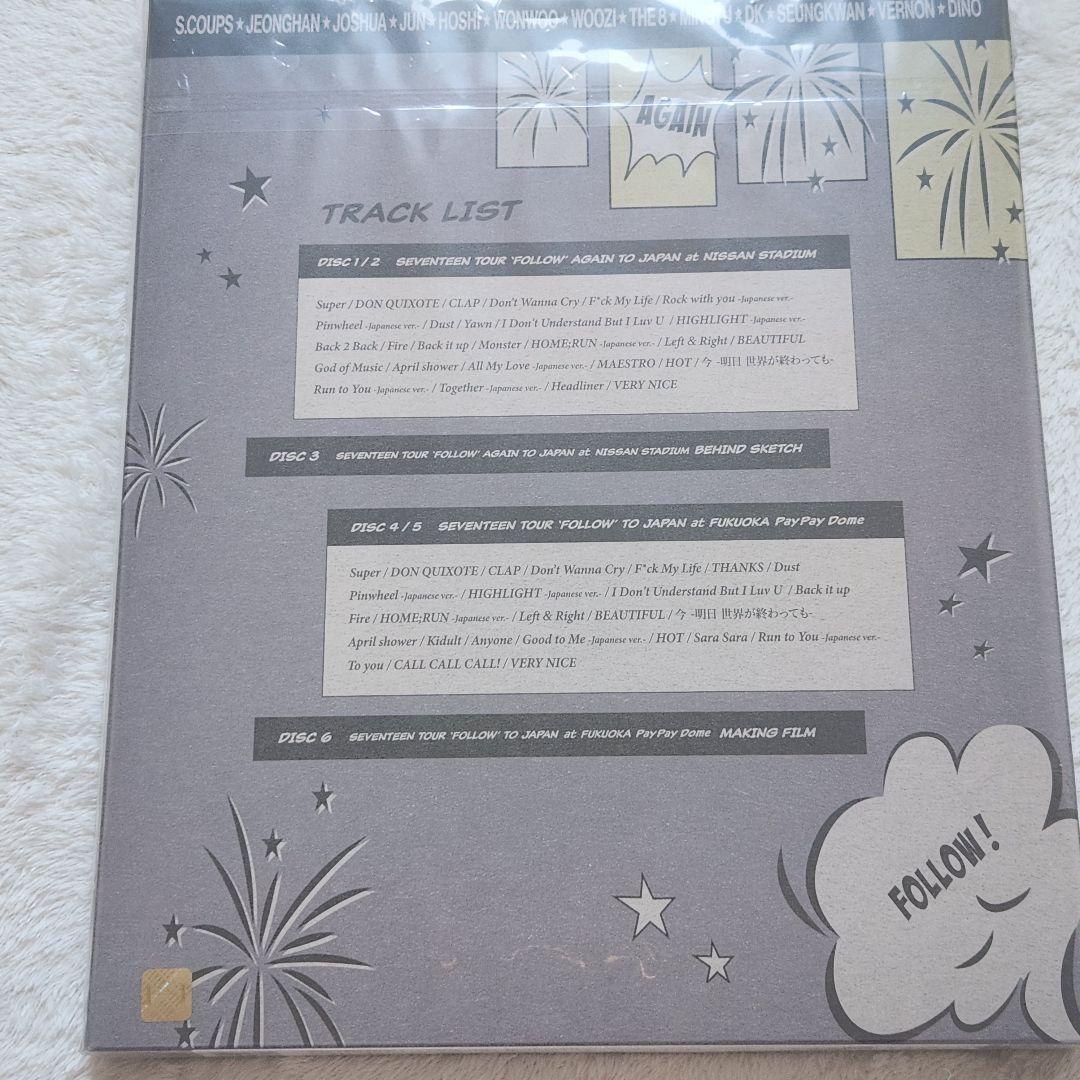 S.COUPS★JEONGHAN★JOSHUA★JUN★HOSHI★WONWOO★WOOZI★THE 8★MINGYU★DK★SEUNGKWAN★VERNON★DINO
AGAIN
TRACK LIST
DISC 1 / 2 SEVENTEEN TOUR 'FOLLOW' AGAIN TO JAPAN at NISSAN STADIUM
Super / DON QUIXOTE / CLAP / Don't Wanna Cry / F*ck My Life / Rock with you -Japanese ver.-
Pinwheel -Japanese ver.- / Dust / Yawn / I Don't Understand But I Luv U / HIGHLIGHT -Japanese ver.-
Back 2 Back / Fire / Back it up / Monster / HOME;RUN -Japanese ver.- / Left & Right / BEAUTIFUL
God of Music / April shower / All My Love -Japanese ver.- / MAESTRO / HOT / 今 -明日 世界が終わっても-
Run to You -Japanese ver.- / Together -Japanese ver.- / Headliner / VERY NICE
DISC 3 SEVENTEEN TOUR 'FOLLOW' AGAIN TO JAPAN at NISSAN STADIUM BEHIND SKETCH
DISC 4 / 5 SEVENTEEN TOUR 'FOLLOW' TO JAPAN at FUKUOKA PayPay Dome
Super / DON QUIXOTE / CLAP / Don't Wanna Cry / F*ck My Life / THANKS / Dust
Pinwheel -Japanese ver.- / HIGHLIGHT -Japanese ver.- / I Don't Understand But I Luv U / Back it up
Fire / HOME;RUN -Japanese ver.- / Left & Right / BEAUTIFUL / 今 -明日 世界が終わっても-
April shower / Kidult / Anyone / Good to Me -Japanese ver.- / HOT / Sara Sara / Run to You -Japanese ver.-
To you / CALL CALL CALL! / VERY NICE
DISC 6 SEVENTEEN TOUR 'FOLLOW' TO JAPAN at FUKUOKA PayPay Dome MAKING FILM
FOLLOW!